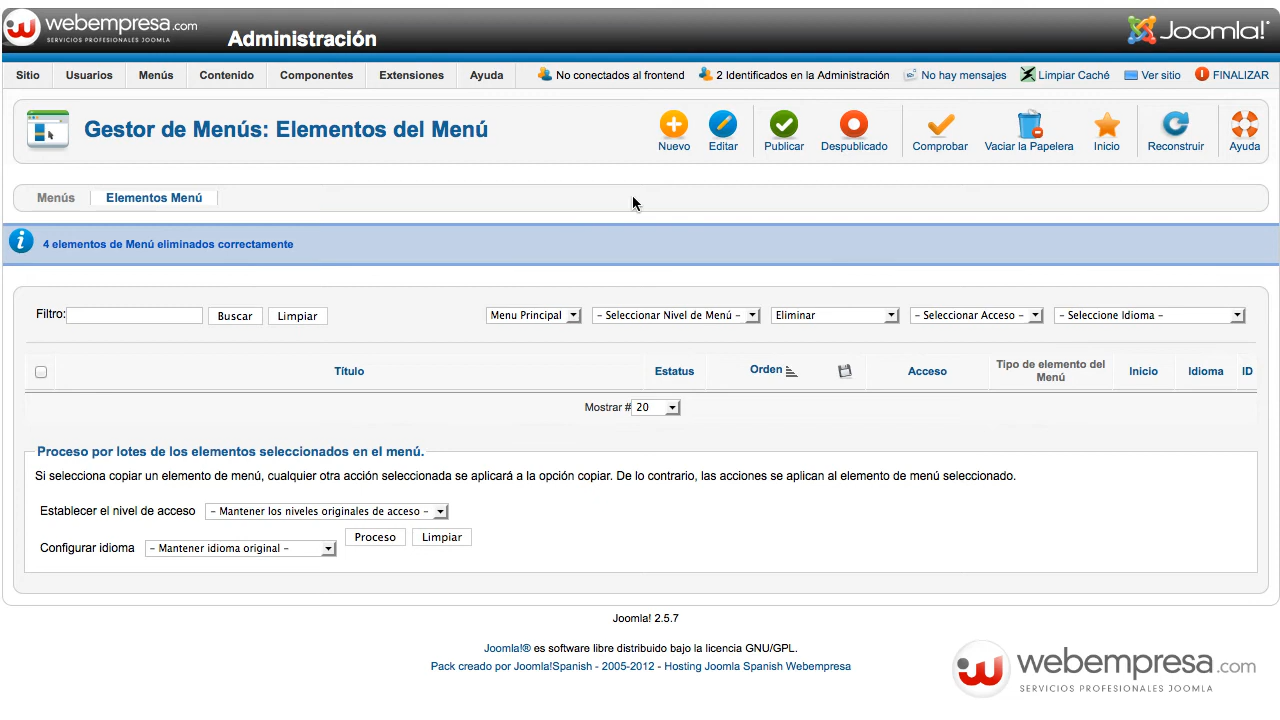 webempresa.com
SERVICIOS PROFESIONALES JOOMLA
Administración
Joomla!
Sitio Usuarios Menús Contenido Componentes Extensiones Ayuda No conectados al frontend 2 Identificados en la Administración No hay mensajes Limpiar Caché Ver sitio FINALIZAR
Gestor de Menús: Elementos del Menú
Nuevo Editar Publicar Despublicado Comprobar Vaciar la Papelera Inicio Reconstruir Ayuda
Menús Elementos Menú
4 elementos de Menú eliminados correctamente
Filtro: Buscar Limpiar Menu Principal - Seleccionar Nivel de Menú - Eliminar - Seleccionar Acceso - - Seleccione Idioma -
Título Estatus Orden Acceso Tipo de elemento del Menú Inicio Idioma ID
Mostrar # 20
Proceso por lotes de los elementos seleccionados en el menú.
Si selecciona copiar un elemento de menú, cualquier otra acción seleccionada se aplicará a la opción copiar. De lo contrario, las acciones se aplican al elemento de menú seleccionado.
Establecer el nivel de acceso - Mantener los niveles originales de acceso -
Configurar idioma - Mantener idioma original - Proceso Limpiar
Joomla! 2.5.7
Joomla!® es software libre distribuido bajo la licencia GNU/GPL.
Pack creado por Joomla!Spanish - 2005-2012 - Hosting Joomla Spanish Webempresa
webempresa.com
SERVICIOS PROFESIONALES JOOMLA